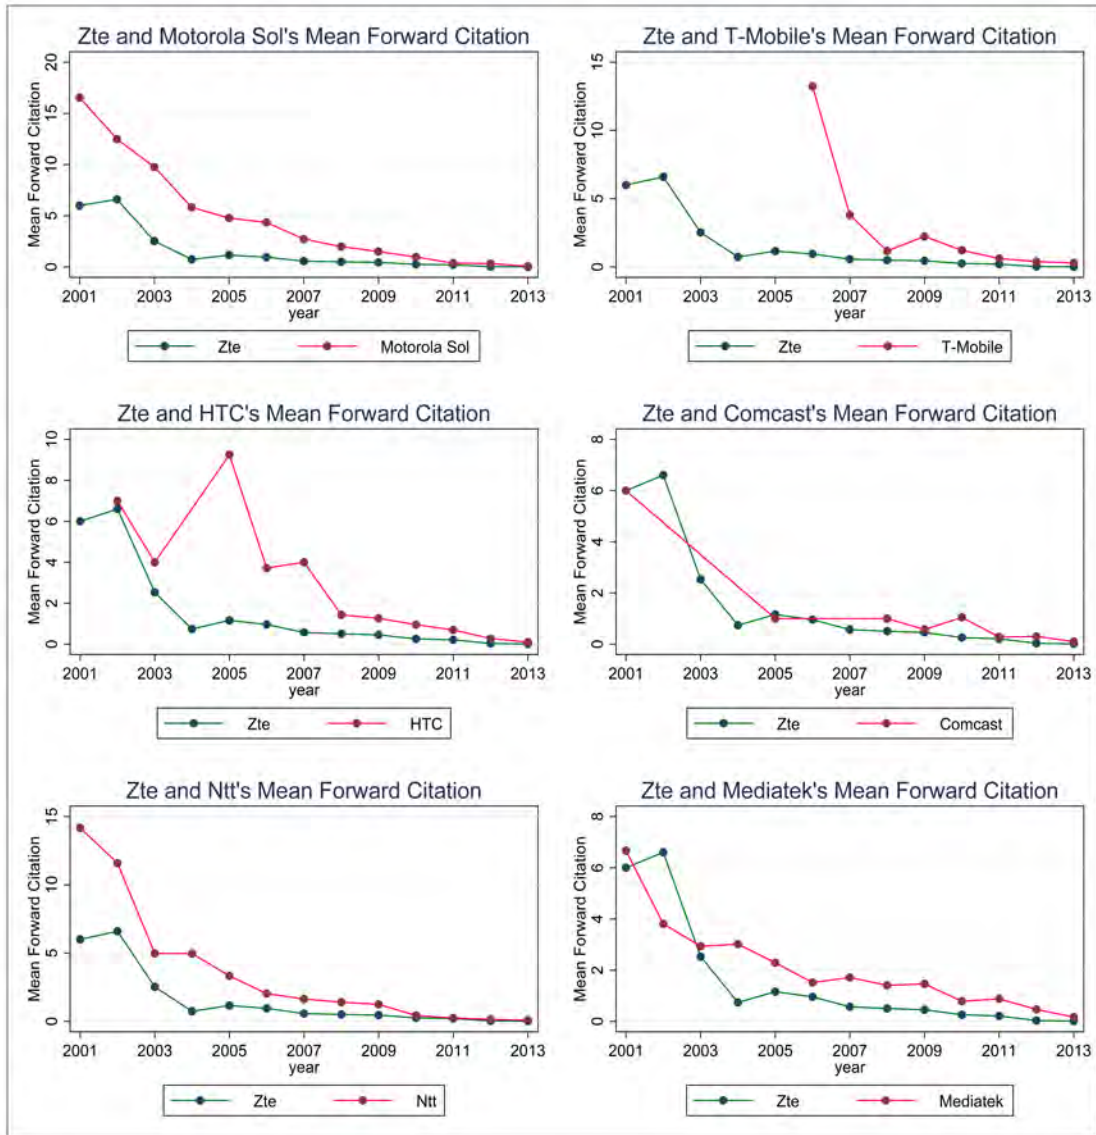 Zte and Motorola Sol's Mean Forward Citation
Mean Forward Citation
20
15
10
5
0
2001 2003 2005 2007 2009 2011 2013
year
Zte Motorola Sol
Zte and T-Mobile's Mean Forward Citation
Mean Forward Citation
15
10
5
0
2001 2003 2005 2007 2009 2011 2013
year
Zte T-Mobile
Zte and HTC's Mean Forward Citation
Mean Forward Citation
10
8
6
4
2
0
2001 2003 2005 2007 2009 2011 2013
year
Zte HTC
Zte and Comcast's Mean Forward Citation
Mean Forward Citation
8
6
4
2
0
2001 2003 2005 2007 2009 2011 2013
year
Zte Comcast
Zte and Ntt's Mean Forward Citation
Mean Forward Citation
15
10
5
0
2001 2003 2005 2007 2009 2011 2013
year
Zte Ntt
Zte and Mediatek's Mean Forward Citation
Mean Forward Citation
8
6
4
2
0
2001 2003 2005 2007 2009 2011 2013
year
Zte Mediatek